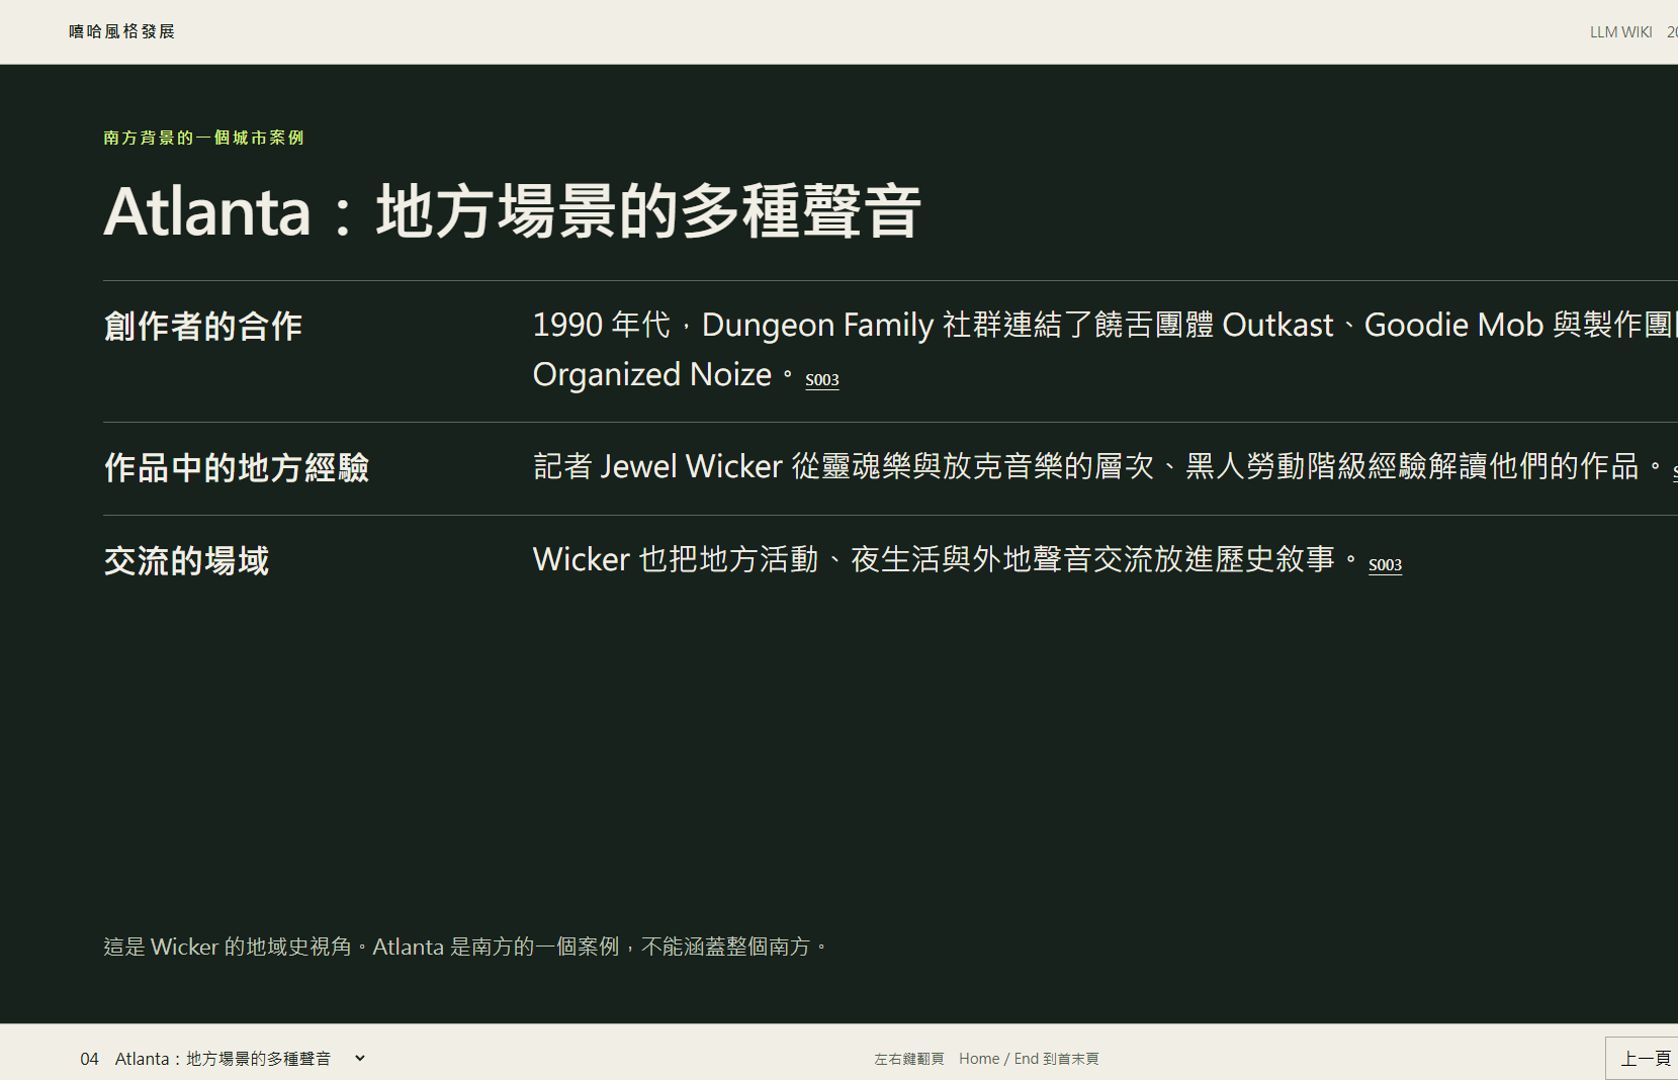 嘻哈風格發展
LLM WIKI
南方背景的一個城市案例
Atlanta：地方場景的多種聲音
創作者的合作
1990 年代，Dungeon Family 社群連結了饒舌團體 Outkast、Goodie Mob 與製作團
Organized Noize。 S003
作品中的地方經驗
記者 Jewel Wicker 從靈魂樂與放克音樂的層次、黑人勞動階級經驗解讀他們的作品。
交流的場域
Wicker 也把地方活動、夜生活與外地聲音交流放進歷史敘事。 S003
這是 Wicker 的地域史視角。Atlanta 是南方的一個案例，不能涵蓋整個南方。
04 Atlanta：地方場景的多種聲音
左右鍵翻頁 Home / End 到首末頁
上一頁